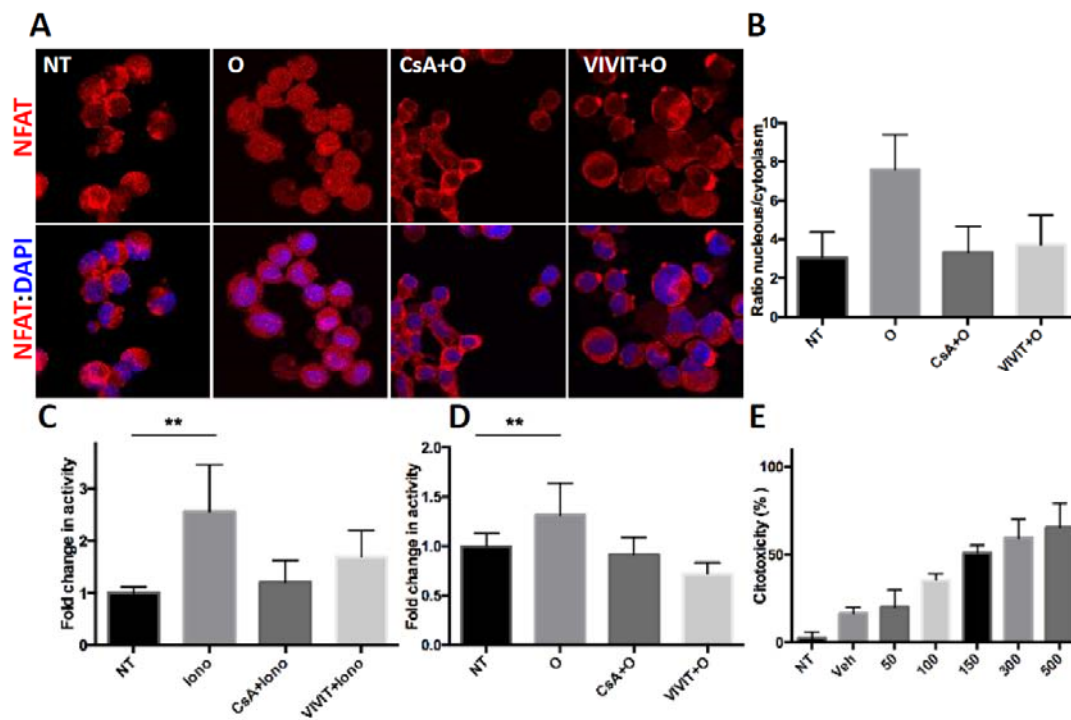 A
NT
O
CsA+O
VIVIT+O
NFAT
NFAT:DAPI
B
Ratio nucleous/cytoplasm
10
8
6
4
2
0
NT
O
CsA+O
VIVIT+O
C
**
Fold change in activity
3
2
1
0
NT
Iono
CsA+Iono
VIVIT+Iono
D
**
Fold change in activity
2.0
1.5
1.0
0.5
0.0
NT
O
CsA+O
VIVIT+O
E
Citotoxicity (% )
100
50
0
NT
Veh
50
100
150
300
500